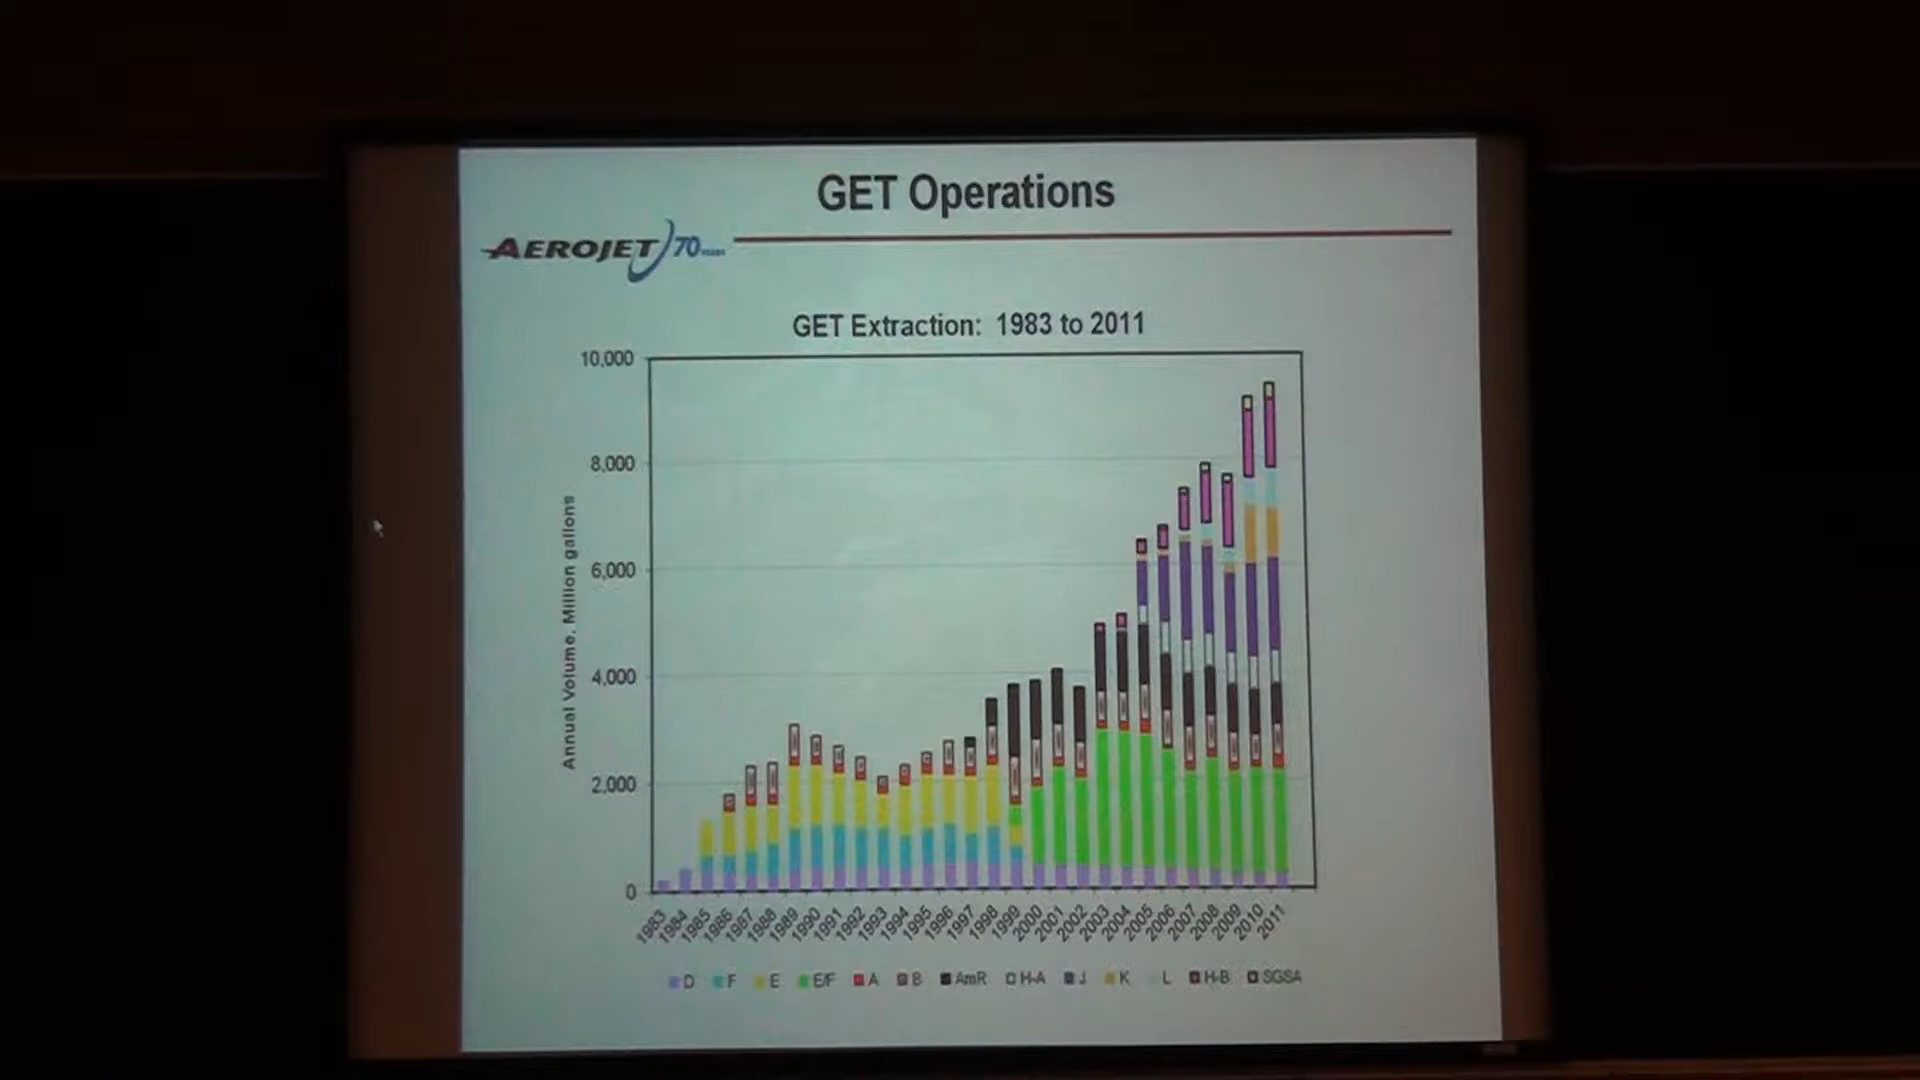 GET Operations
AEROJET 70 YEARS
GET Extraction: 1983 to 2011
Annual Volume, Million gallons
10,000
8,000
6,000
4,000
2,000
0
1983 1984 1985 1986 1987 1988 1989 1990 1991 1992 1993 1994 1995 1996 1997 1998 1999 2000 2001 2002 2003 2004 2005 2006 2007 2008 2009 2010 2011
D F E E/F A B AmR H-A J K L H-B SGSA